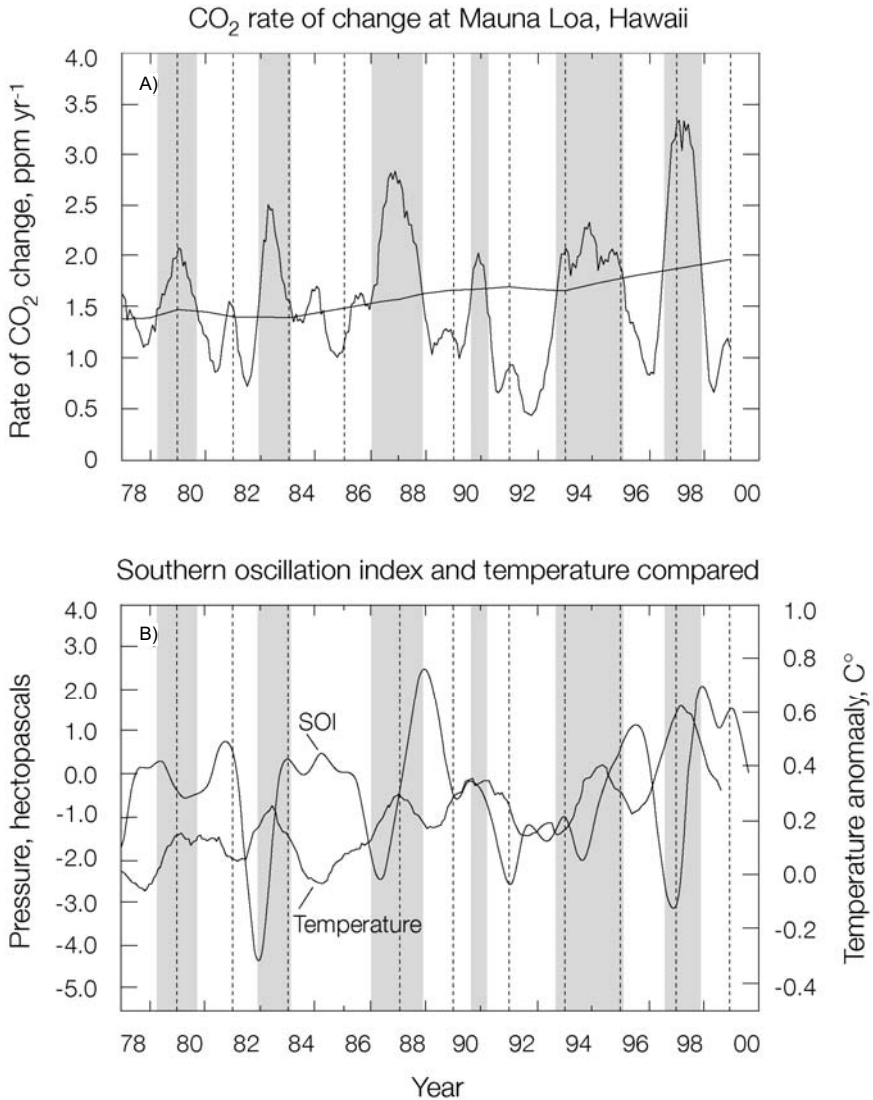 CO₂ rate of change at Mauna Loa, Hawaii
A)
Rate of CO₂ change, ppm yr⁻¹
4.0
3.5
3.0
2.5
2.0
1.5
1.0
0.5
0
78 80 82 84 86 88 90 92 94 96 98 00
Southern oscillation index and temperature compared
B)
Pressure, hectopascals
4.0
3.0
2.0
1.0
0.0
-1.0
-2.0
-3.0
-4.0
-5.0
SOI
Temperature
1.0
0.8
0.6
0.4
0.2
0.0
-0.2
-0.4
Temperature anomaaly, C°
78 80 82 84 86 88 90 92 94 96 98 00
Year